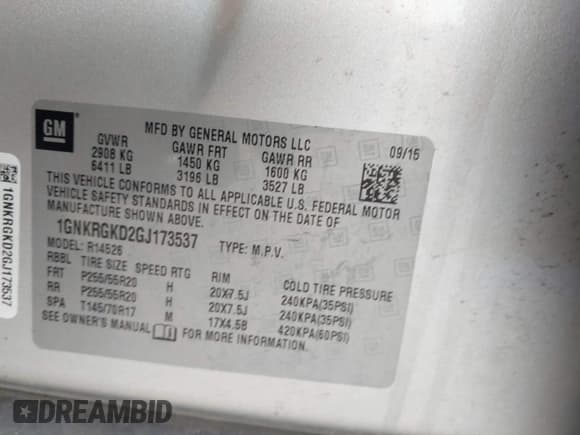 GM
MFD BY GENERAL MOTORS LLC
09/15
GVWR GAWR FRT GAWR RR
2908 KG 1450 KG 1600 KG
6411 LB 3196 LB 3527 LB
THIS VEHICLE CONFORMS TO ALL APPLICABLE U.S. FEDERAL MOTOR
VEHICLE SAFETY STANDARDS IN EFFECT ON THE DATE OF
MANUFACTURE SHOWN ABOVE.
1GNKRGKD2GJ173537 TYPE: M.P.V.
MODEL: R14526
RBBL TIRE SIZE SPEED RTG RIM COLD TIRE PRESSURE
FRT P255/55R20 H 20X7.5J 240KPA(35PSI)
RR P255/55R20 H 20X7.5J 240KPA(35PSI)
SPA T145/70R17 M 17X4.5B 420KPA(60PSI)
SEE OWNER'S MANUAL FOR MORE INFORMATION.
1GNKRGKD2GJ173537
DREAMBID